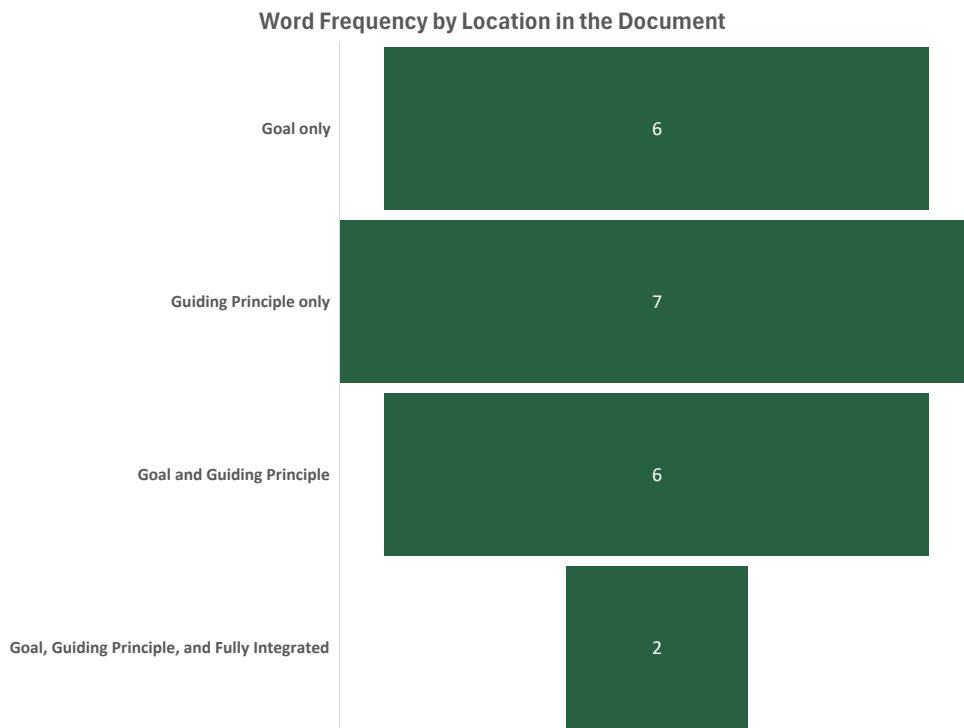 Word Frequency by Location in the Document
Goal only
6
Guiding Principle only
7
Goal and Guiding Principle
6
Goal, Guiding Principle, and Fully Integrated
2